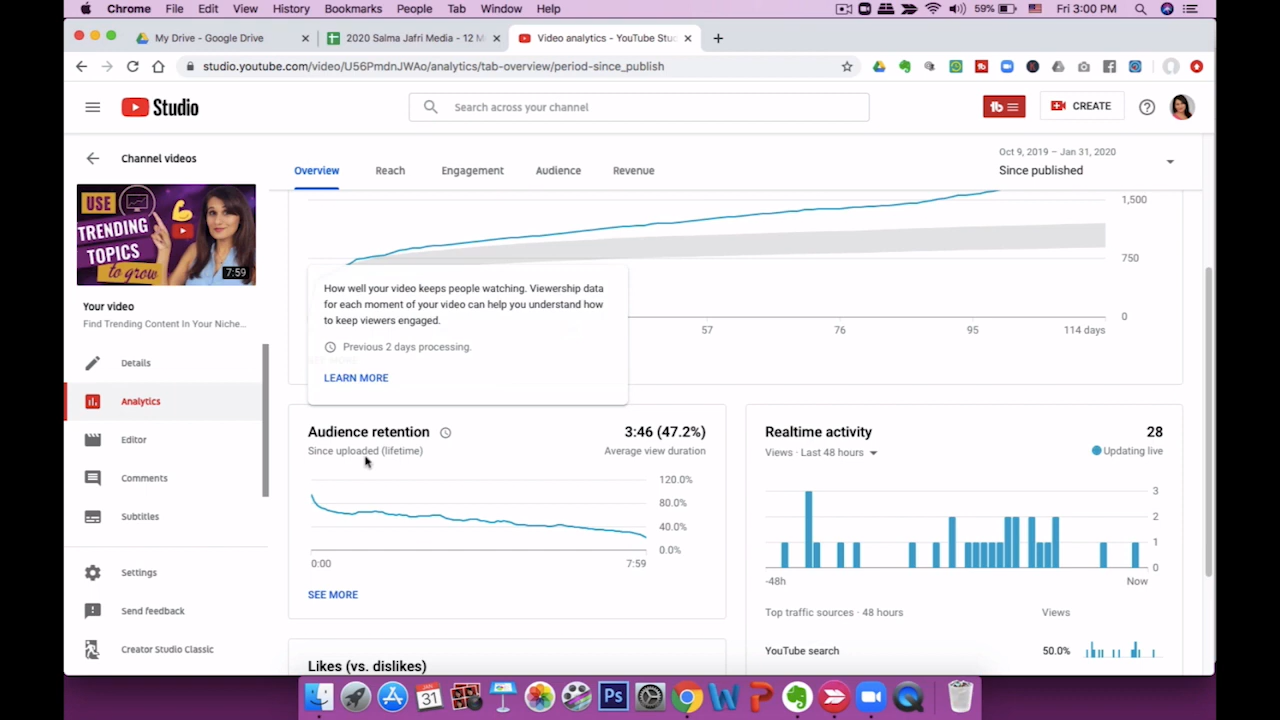 Chrome File Edit View History Bookmarks People Tab Window Help 59% Fri 3:00 PM
My Drive - Google Drive 2020 Salma Jafri Media - 12 M Video analytics - YouTube Stu
studio.youtube.com/video/U56PmdnJWAo/analytics/tab-overview/period-since_publish
Studio Search across your channel tb CREATE
Channel videos
Overview Reach Engagement Audience Revenue
Oct 9, 2019 – Jan 31, 2020
Since published
USE
TRENDING
TOPICS
to grow
7:59
Your video
Find Trending Content In Your Niche...
Details
Analytics
Editor
Comments
Subtitles
Settings
Send feedback
Creator Studio Classic
1,500
750
0
57 76 95 114 days
How well your video keeps people watching. Viewership data
for each moment of your video can help you understand how
to keep viewers engaged.
Previous 2 days processing.
LEARN MORE
Audience retention 3:46 (47.2%)
Since uploaded (lifetime) Average view duration
120.0%
80.0%
40.0%
0.0%
0:00 7:59
SEE MORE
Likes (vs. dislikes)
Realtime activity 28
Views · Last 48 hours Updating live
3
2
1
0
-48h Now
Top traffic sources · 48 hours Views
YouTube search 50.0%
JAN
31
Ps
W
P